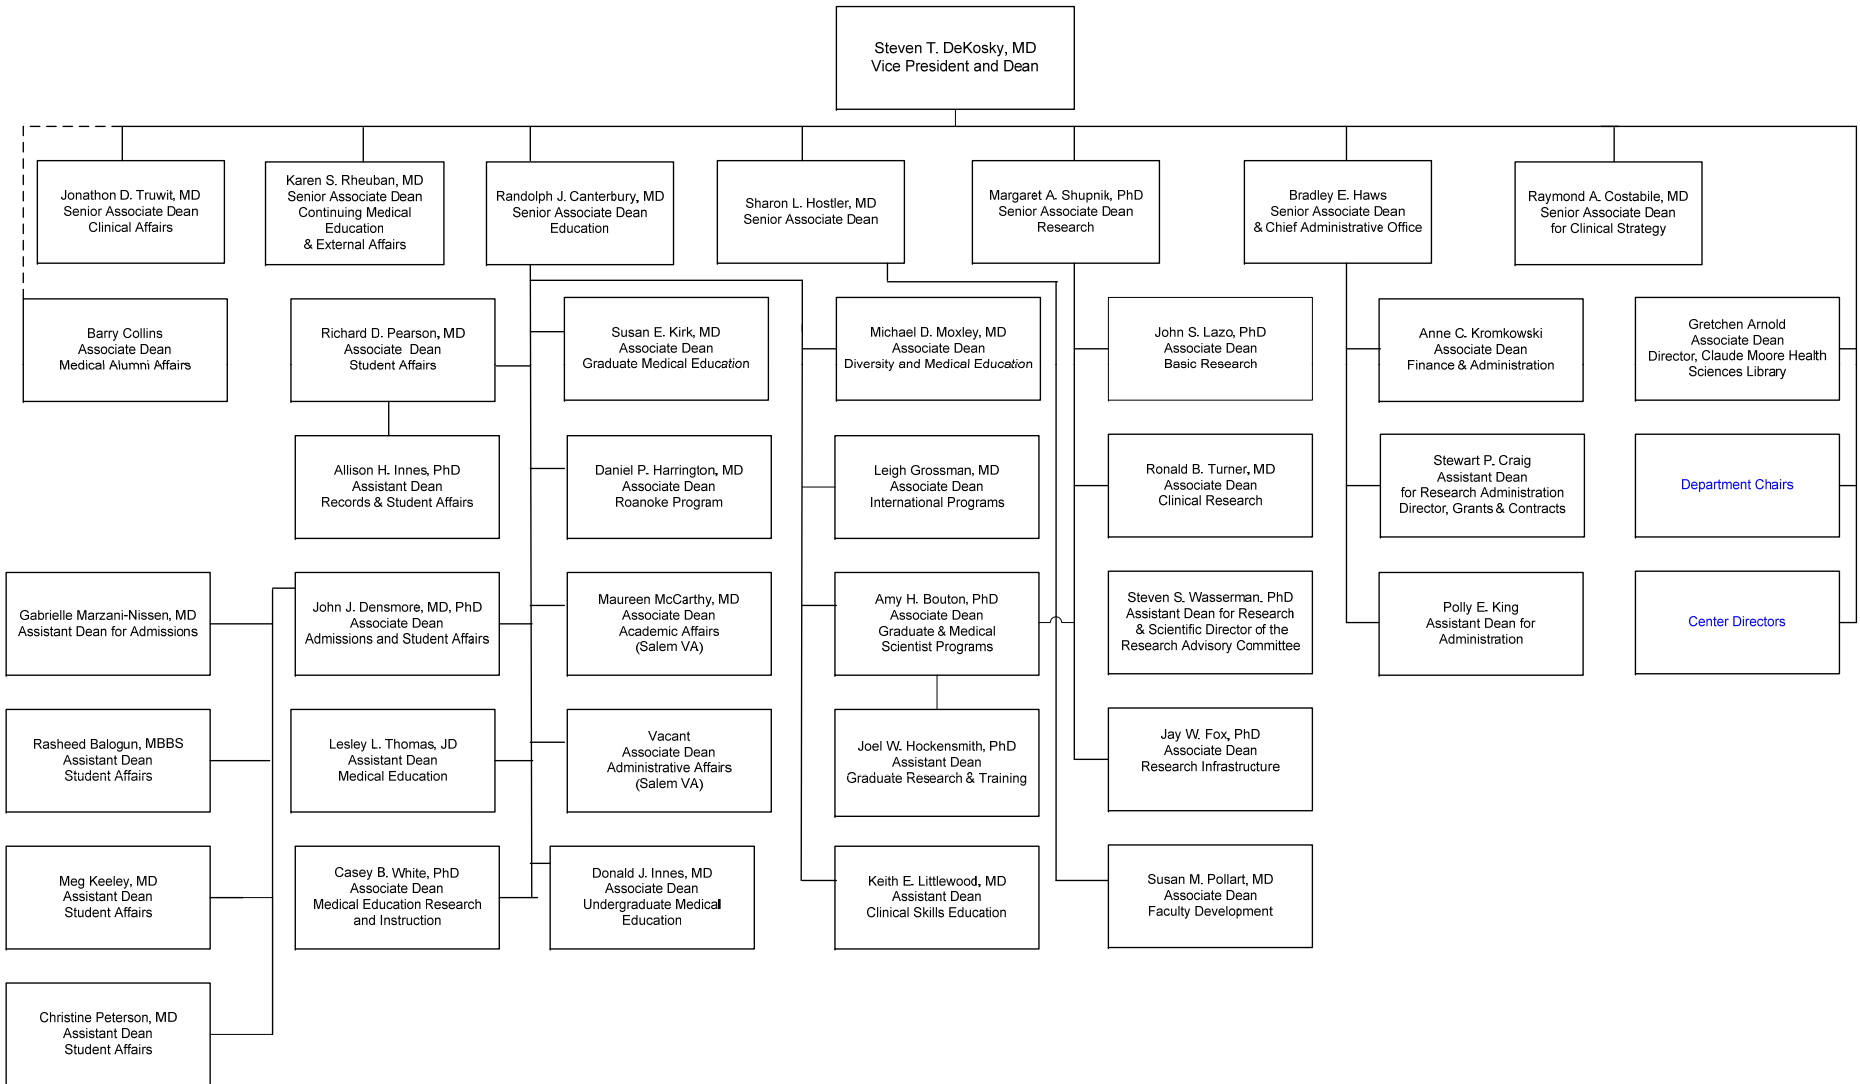 Steven T. DeKosky, MD
Vice President and Dean
Jonathon D. Truwit, MD
Senior Associate Dean
Clinical Affairs
Karen S. Rheuban, MD
Senior Associate Dean
Continuing Medical
Education
& External Affairs
Randolph J. Canterbury, MD
Senior Associate Dean
Education
Sharon L. Hostler, MD
Senior Associate Dean
Margaret A. Shupnik, PhD
Senior Associate Dean
Research
Bradley E. Haws
Senior Associate Dean
& Chief Administrative Office
Raymond A. Costabile, MD
Senior Associate Dean
for Clinical Strategy
Barry Collins
Associate Dean
Medical Alumni Affairs
Richard D. Pearson, MD
Associate Dean
Student Affairs
Susan E. Kirk, MD
Associate Dean
Graduate Medical Education
Michael D. Moxley, MD
Associate Dean
Diversity and Medical Education
John S. Lazo, PhD
Associate Dean
Basic Research
Anne C. Kromkowski
Associate Dean
Finance & Administration
Gretchen Arnold
Associate Dean
Director, Claude Moore Health
Sciences Library
Allison H. Innes, PhD
Assistant Dean
Records & Student Affairs
Daniel P. Harrington, MD
Associate Dean
Roanoke Program
Leigh Grossman, MD
Associate Dean
International Programs
Ronald B. Turner, MD
Associate Dean
Clinical Research
Stewart P. Craig
Assistant Dean
for Research Administration
Director, Grants & Contracts
Department Chairs
Gabrielle Marzani-Nissen, MD
Assistant Dean for Admissions
John J. Densmore, MD, PhD
Associate Dean
Admissions and Student Affairs
Maureen McCarthy, MD
Associate Dean
Academic Affairs
(Salem VA)
Amy H. Bouton, PhD
Associate Dean
Graduate & Medical
Scientist Programs
Steven S. Wasserman, PhD
Assistant Dean for Research
& Scientific Director of the
Research Advisory Committee
Polly E. King
Assistant Dean for
Administration
Center Directors
Rasheed Balogun, MBBS
Assistant Dean
Student Affairs
Lesley L. Thomas, JD
Assistant Dean
Medical Education
Vacant
Associate Dean
Administrative Affairs
(Salem VA)
Joel W. Hockensmith, PhD
Assistant Dean
Graduate Research & Training
Jay W. Fox, PhD
Associate Dean
Research Infrastructure
Meg Keeley, MD
Assistant Dean
Student Affairs
Casey B. White, PhD
Associate Dean
Medical Education Research
and Instruction
Donald J. Innes, MD
Associate Dean
Undergraduate Medical
Education
Keith E. Littlewood, MD
Assistant Dean
Clinical Skills Education
Susan M. Pollart, MD
Associate Dean
Faculty Development
Christine Peterson, MD
Assistant Dean
Student Affairs